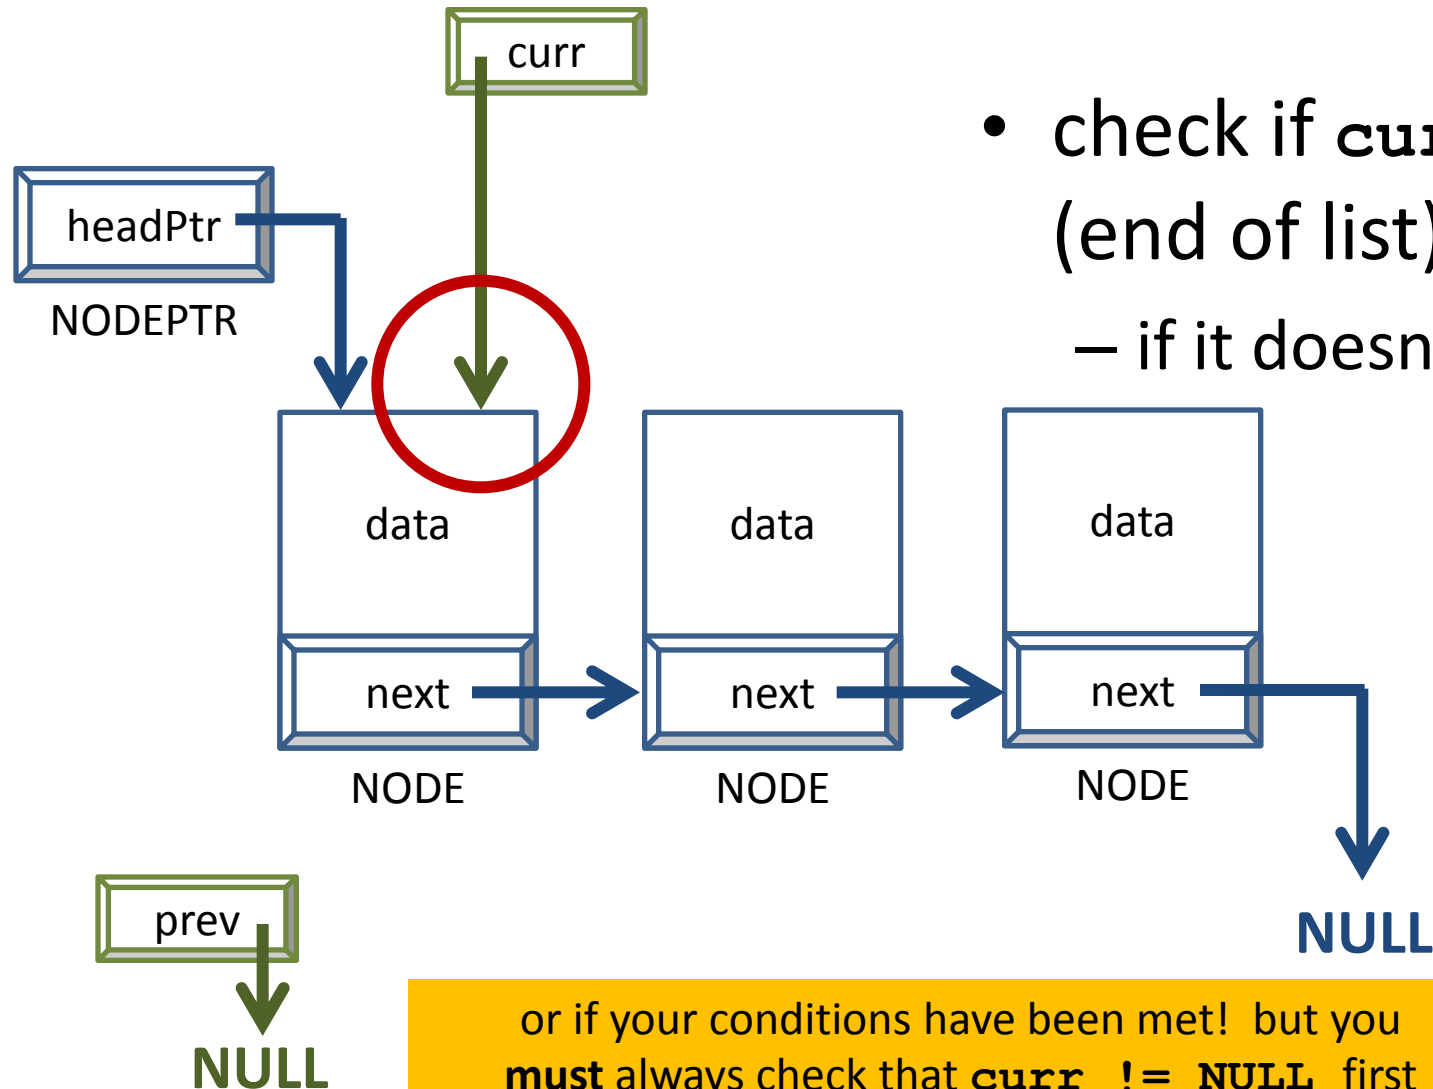 curr
• check if cur
(end of list)
– if it doesn
headPtr
NODEPTR
data data data
next next next
NODE NODE NODE
prev
NULL
NULL
or if your conditions have been met! but you
must always check that curr != NULL first